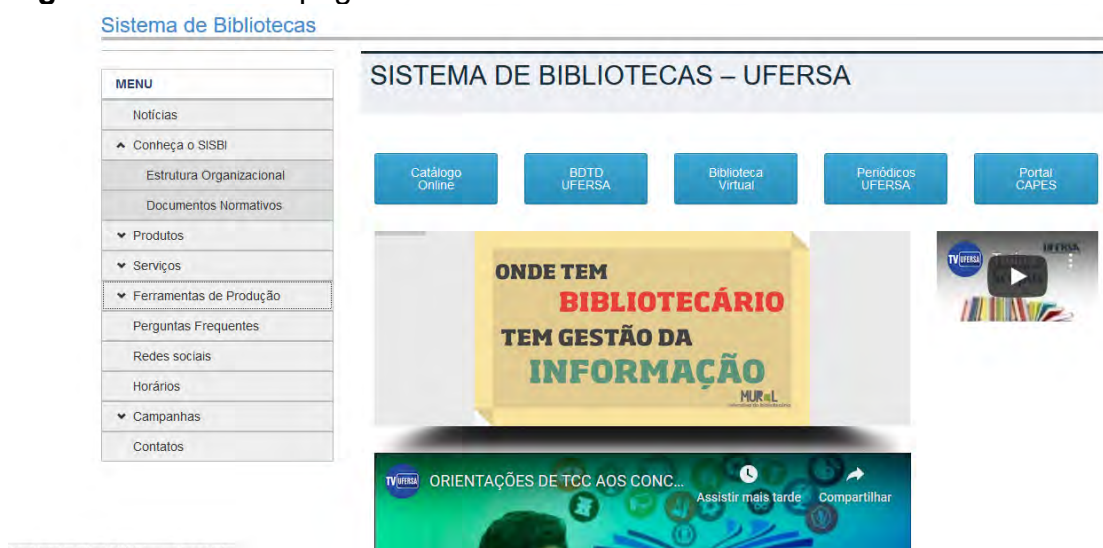 Sistema de Bibliotecas
MENU
Notícias
Conheça o SISBI
Estrutura Organizacional
Documentos Normativos
Produtos
Serviços
Ferramentas de Produção
Perguntas Frequentes
Redes sociais
Horários
Campanhas
Contatos
SISTEMA DE BIBLIOTECAS – UFERSA
Catálogo
Online
BDTD
UFERSA
Biblioteca
Virtual
Periódicos
UFERSA
Portal
CAPES
ONDE TEM
BIBLIOTECÁRIO
TEM GESTÃO DA
INFORMAÇÃO
MURAL
TV UFERSA
UFERSA
TV UFERSA
ORIENTAÇÕES DE TCC AOS CONC...
Assistir mais tarde
Compartilhar